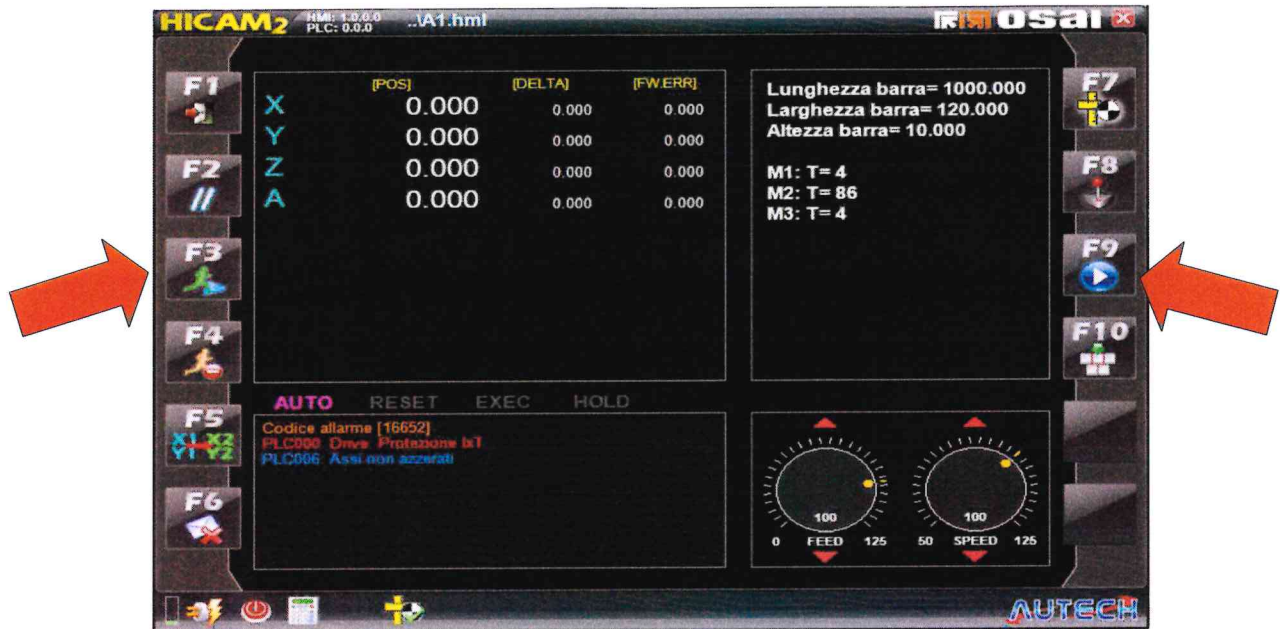 HICAM2 HMI: 1.0.0.0 PLC: 0.0.0 ..\A1.hml osai
F1
F2
F3
F4
F5
X1 X2
Y1 Y2
F6
[POS] [DELTA] [FW.ERR]
X 0.000 0.000 0.000
Y 0.000 0.000 0.000
Z 0.000 0.000 0.000
A 0.000 0.000 0.000
Lunghezza barra= 1000.000
Larghezza barra= 120.000
Altezza barra= 10.000
M1: T= 4
M2: T= 86
M3: T= 4
F7
F8
F9
F10
AUTO RESET EXEC HOLD
Codice allarme [16652]
PLC000 Drive Protezione IxT
PLC006 Assi non azzerati
100 100
0 FEED 125 50 SPEED 125
AUTECH